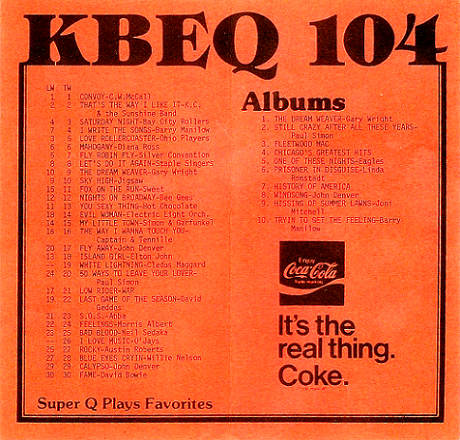 KBEQ 104
LW TW
1 1 CONVOY-C.W.McCall
2 2 THAT'S THE WAY I LIKE IT-K.C.
& the Sunshine Band
4 3 SATURDAY NIGHT-Bay City Rollers
7 4 I WRITE THE SONGS-Barry Manilow
3 5 LOVE ROLLERCOASTER-Ohio Players
6 6 MAHOGANY-Diana Ross
5 7 FLY ROBIN FLY-Silver Convention
8 8 LET'S DO IT AGAIN-Staple Singers
10 9 THE DREAM WEAVER-Gary Wright
9 10 SKY HIGH-Jigsaw
15 11 FOX ON THE RUN-Sweet
12 12 NIGHTS ON BROADWAY-Bee Gees
11 13 YOU SEXY THING-Hot Chocolate
18 14 EVIL WOMAN-Electric Light Orch.
14 15 MY LITTLE TOWN-Simon & Garfunkel
16 16 THE WAY I WANNA TOUCH YOU-
Captain & Tennille
20 17 FLY AWAY-John Denver
13 18 ISLAND GIRL-Elton John
-- 19 WHITE LIGHTNING-Cledus Maggard
24 20 50 WAYS TO LEAVE YOUR LOVER-
Paul Simon
17 21 LOW RIDER-WAR
19 22 LAST GAME OF THE SEASON-David
Geddes
21 23 S.O.S.-Abba
22 24 FEELINGS-Morris Albert
23 25 BAD BLOOD-Neil Sedaka
-- 26 I LOVE MUSIC-O'Jays
25 27 ROCKY-Austin Roberts
27 28 BLUE EYES CRYIN-Willie Nelson
29 29 CALYPSO-John Denver
30 30 FAME-David Bowie
Super Q Plays Favorites
Albums
1. THE DREAM WEAVER-Gary Wright
2. STILL CRAZY AFTER ALL THESE YEARS-
Paul Simon
3. FLEETWOOD MAC
4. CHICAGO'S GREATEST HITS
5. ONE OF THESE NIGHTS-Eagles
6. PRISONER IN DISGUISE-Linda
Ronstadt
7. HISTORY OF AMERICA
8. WINDSONG-John Denver
9. HISSING OF SUMMER LAWNS-Joni
Mitchell
10. TRYIN TO GET THE FEELING-Barry
Manilow
Enjoy
Coca-Cola
It's the
real thing.
Coke.